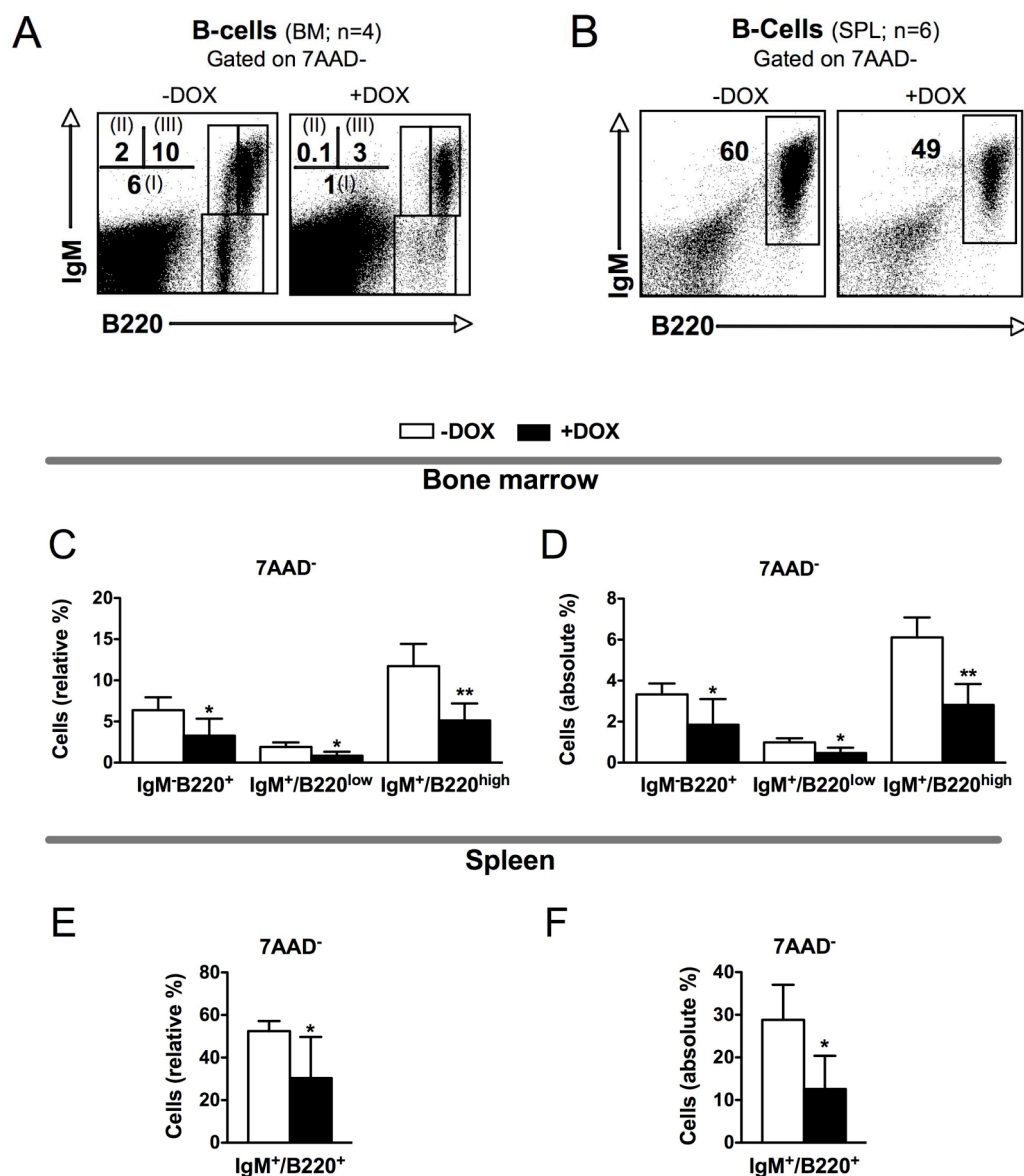 A
B-cells (BM; n=4)
Gated on 7AAD-
-DOX
+DOX
(II) (III)
2 10
6 (I)
(II) (III)
0.1 3
1 (I)
IgM
B220
B
B-Cells (SPL; n=6)
Gated on 7AAD-
-DOX
+DOX
60
49
IgM
B220
-DOX +DOX
Bone marrow
C
7AAD⁻
Cells (relative %)
20
15
10
5
0
*
*
**
IgM⁻B220⁺ IgM⁺/B220ˡᵒʷ IgM⁺/B220ʰⁱᵍʰ
D
7AAD⁻
Cells (absolute %)
8
6
4
2
0
*
*
**
IgM⁻B220⁺ IgM⁺/B220ˡᵒʷ IgM⁺/B220ʰⁱᵍʰ
Spleen
E
7AAD⁻
Cells (relative %)
80
60
40
20
0
*
IgM⁺/B220⁺
F
7AAD⁻
Cells (absolute %)
40
30
20
10
0
*
IgM⁺/B220⁺